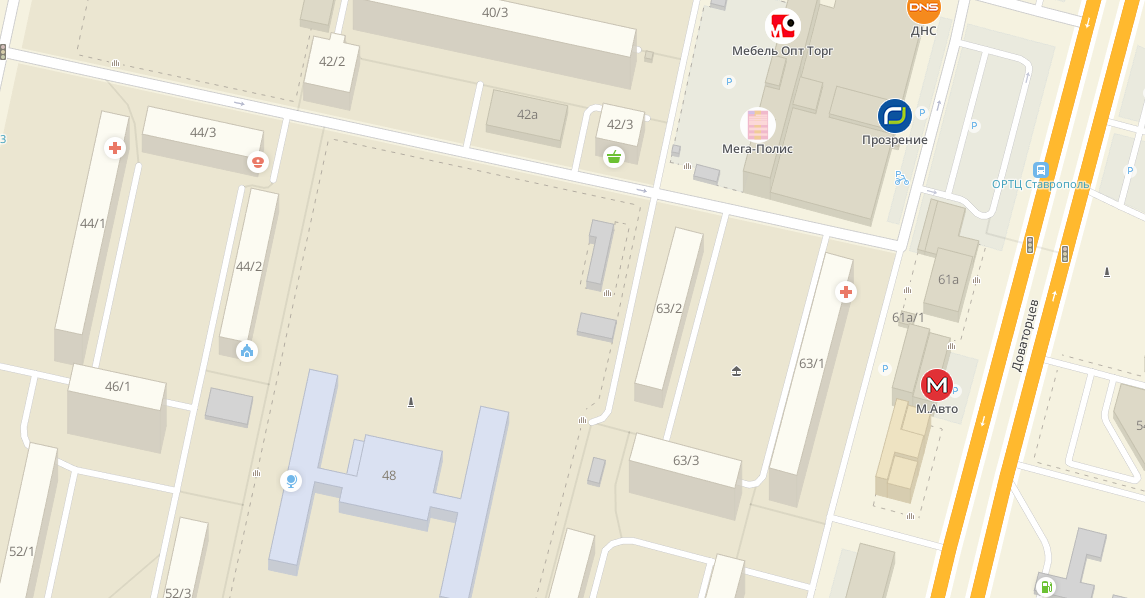 40/3
DNS
ДНС
Мебель Опт Торг
42/2
P
42а
42/3
44/3
P
P
Мега-Полис
Прозрение
3
P
P
ОРТЦ Ставрополь
44/1
44/2
61а
63/2
61а/1
Доваторцев
63/1
P
46/1
М
P
М.Авто
54
63/3
48
52/1
52/3